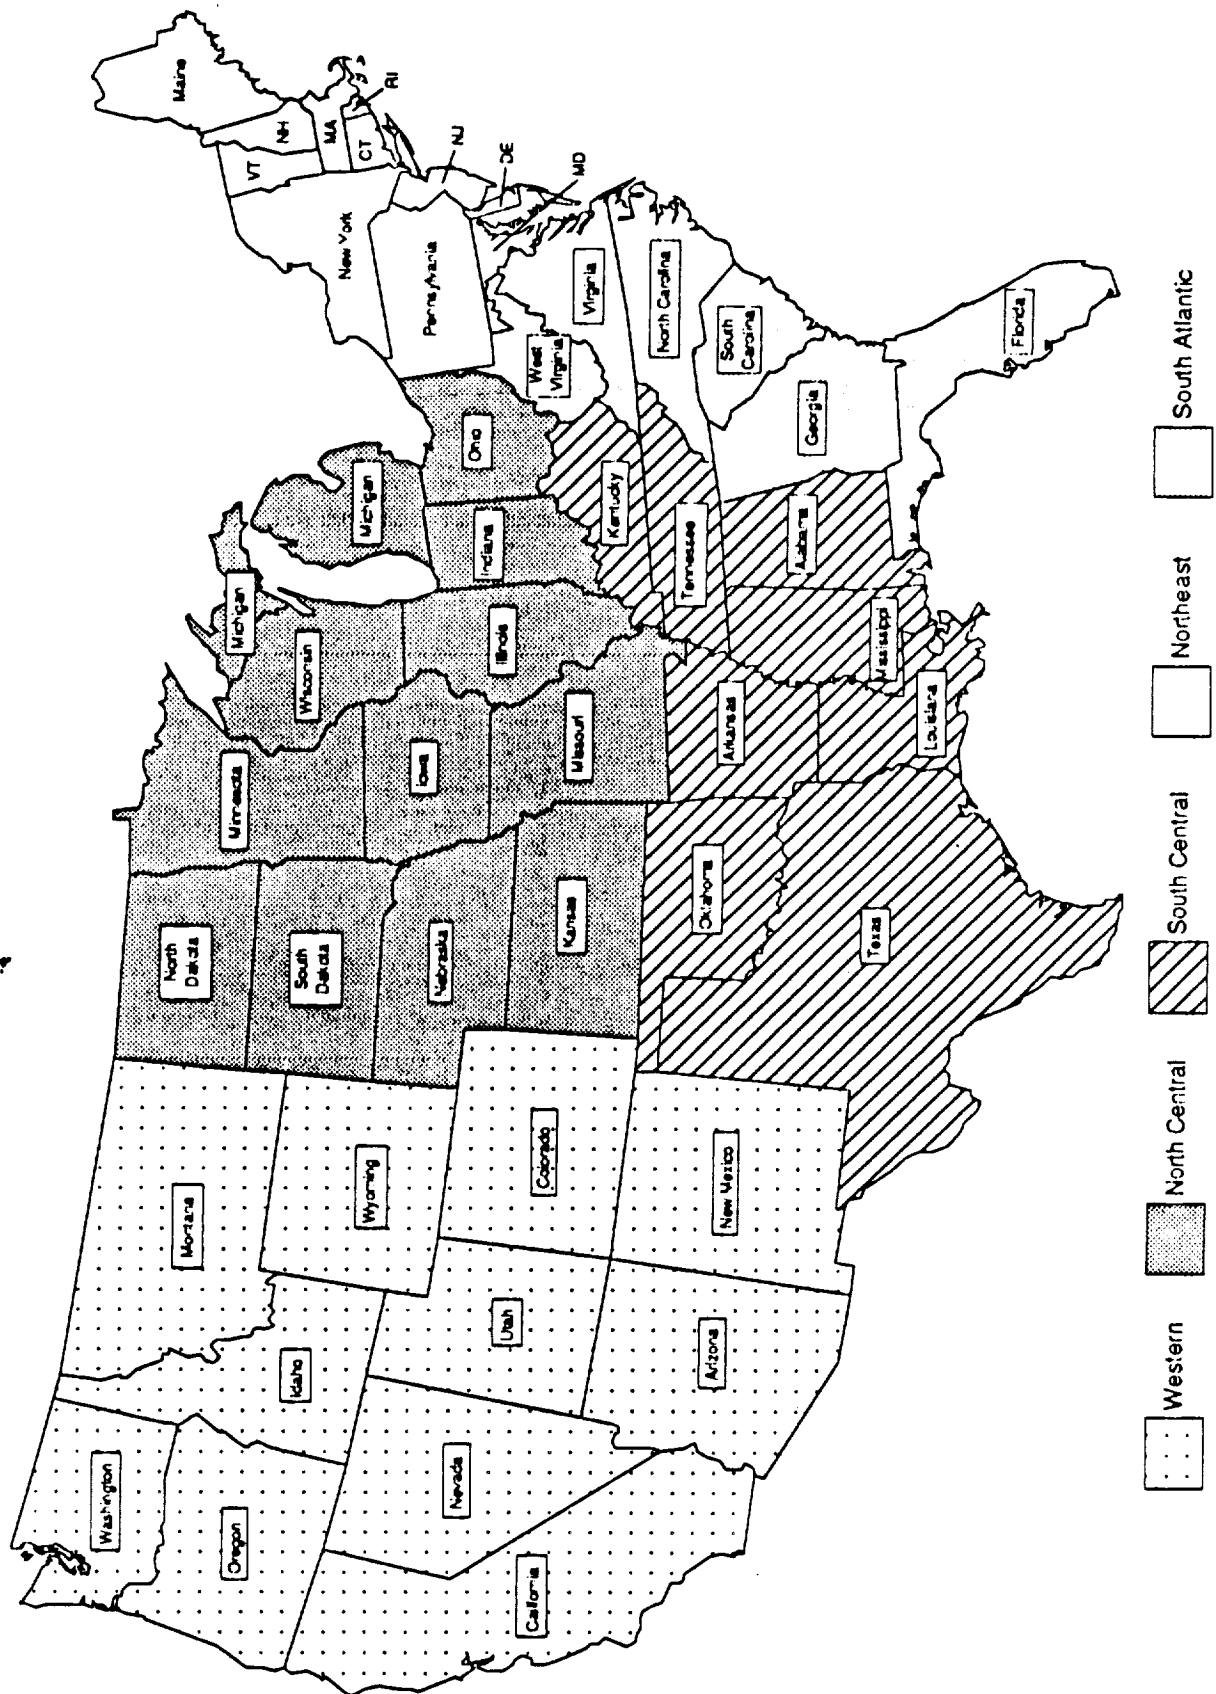 Washington
Oregon
California
Nevada
Idaho
Montana
Wyoming
Utah
Arizona
Colorado
New Mexico
North
Dakota
South
Dakota
Nebraska
Kansas
Oklahoma
Texas
Minnesota
Iowa
Missouri
Arkansas
Louisiana
Wisconsin
Illinois
Michigan
Michigan
Indiana
Ohio
Kentucky
Tennessee
Mississippi
Alabama
Georgia
Florida
South
Carolina
North Carolina
Virginia
West
Virginia
Pennsylvania
New York
VT
NH
Maine
MA
CT
RI
NJ
DE
MD
Western
North Central
South Central
Northeast
South Atlantic